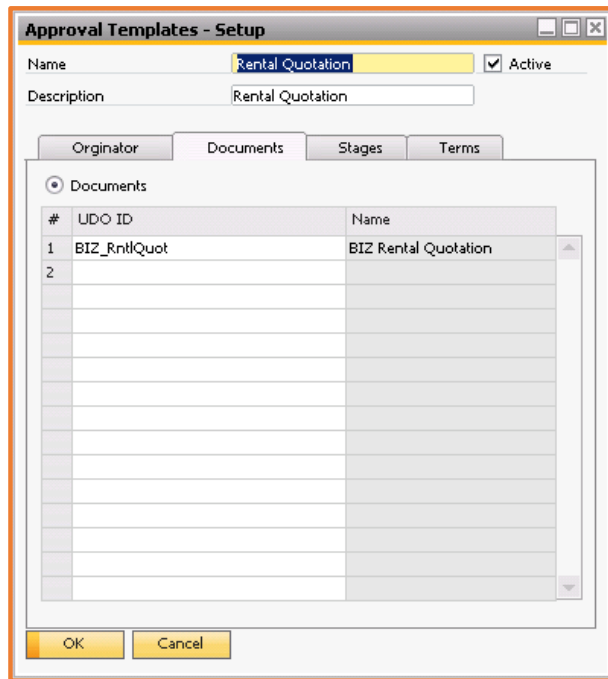 Approval Templates - Setup
Name Rental Quotation Active
Description Rental Quotation
Orginator Documents Stages Terms
Documents
# UDO ID Name
1 BIZ_RntlQuot BIZ Rental Quotation
2
OK Cancel